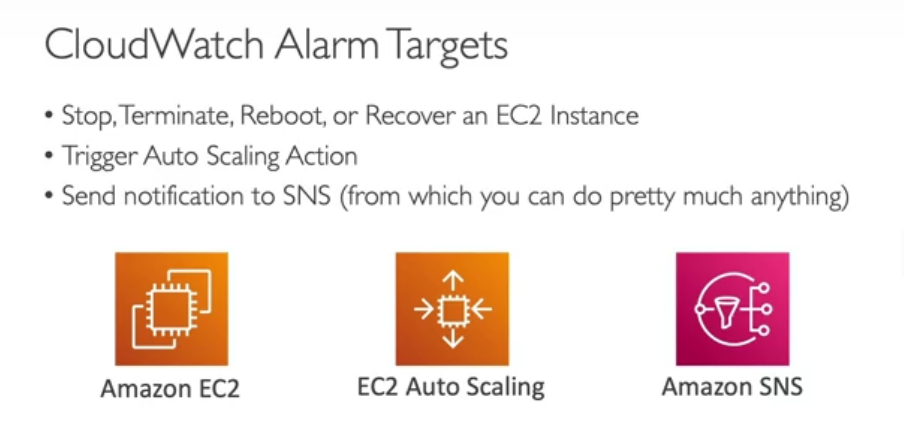 CloudWatch Alarm Targets
• Stop, Terminate, Reboot, or Recover an EC2 Instance
• Trigger Auto Scaling Action
• Send notification to SNS (from which you can do pretty much anything)
Amazon EC2
EC2 Auto Scaling
Amazon SNS